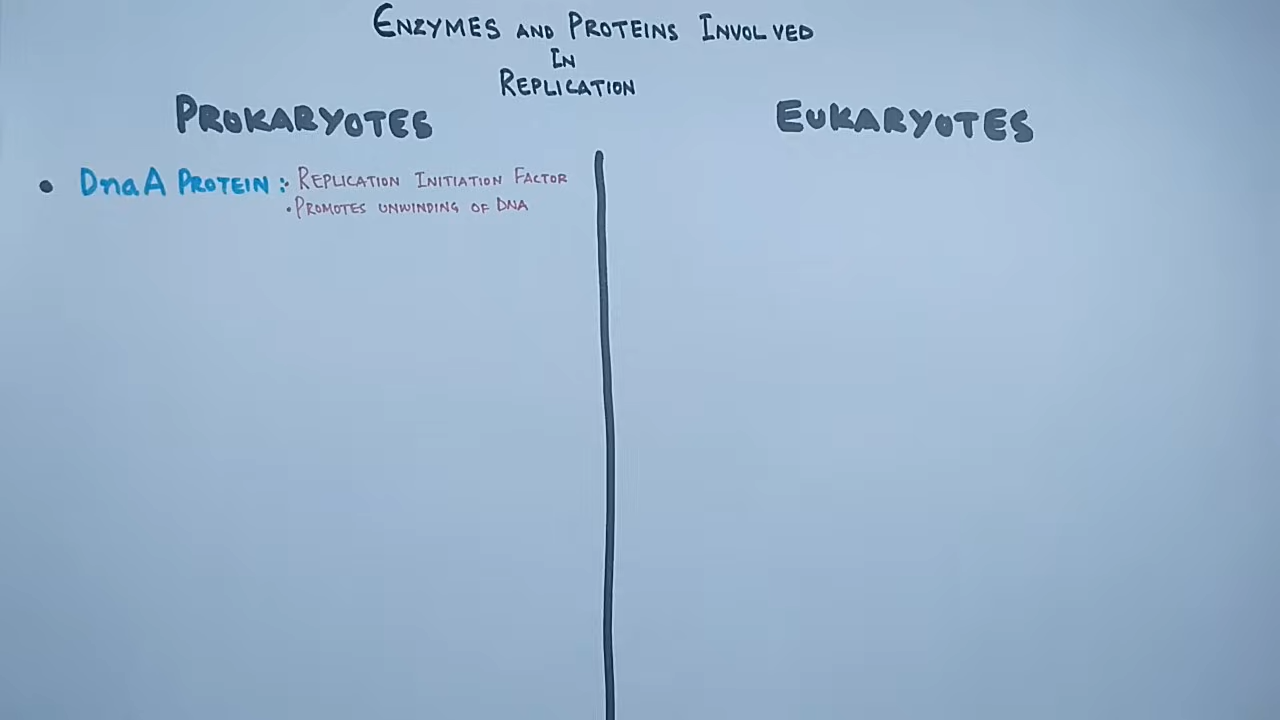 ENZYMES AND PROTEINS INVOLVED
IN
REPLICATION
PROKARYOTES
EUKARYOTES
• DnaA PROTEIN : • REPLICATION INITIATION FACTOR
• PROMOTES UNWINDING OF DNA